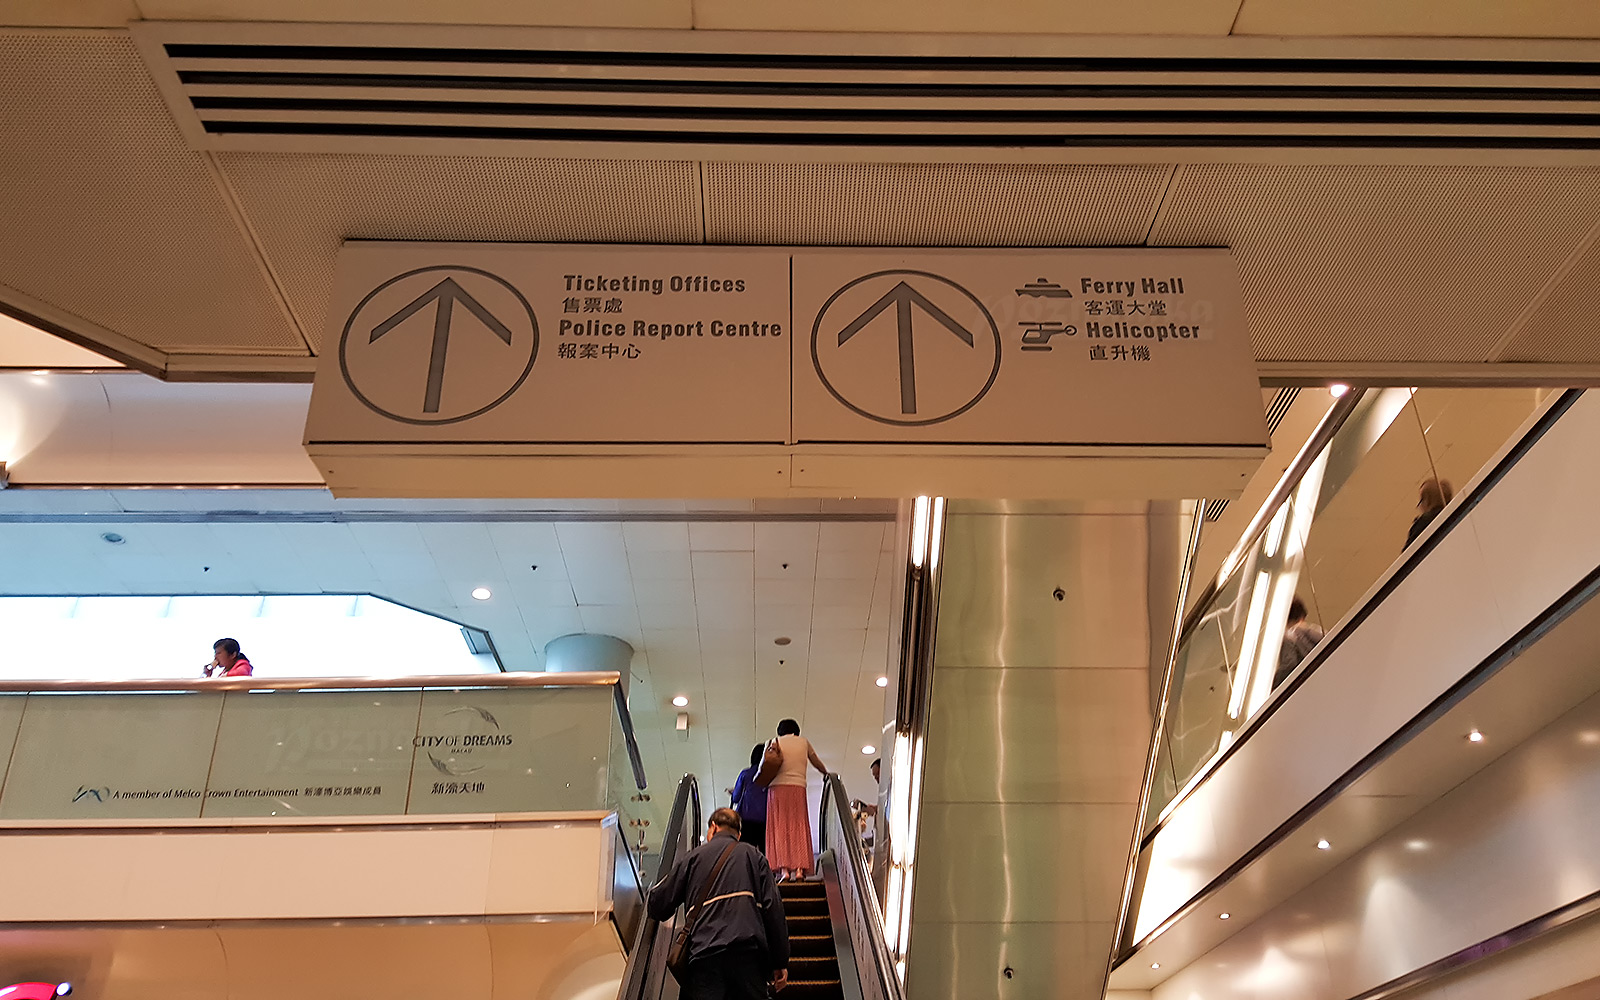 Ticketing Offices
售票處
Police Report Centre
報案中心
Ferry Hall
客運大堂
Helicopter
直升機
CITY OF DREAMS
MACAU
新濠天地
A member of Melco Crown Entertainment 新濠博亞娛樂成員